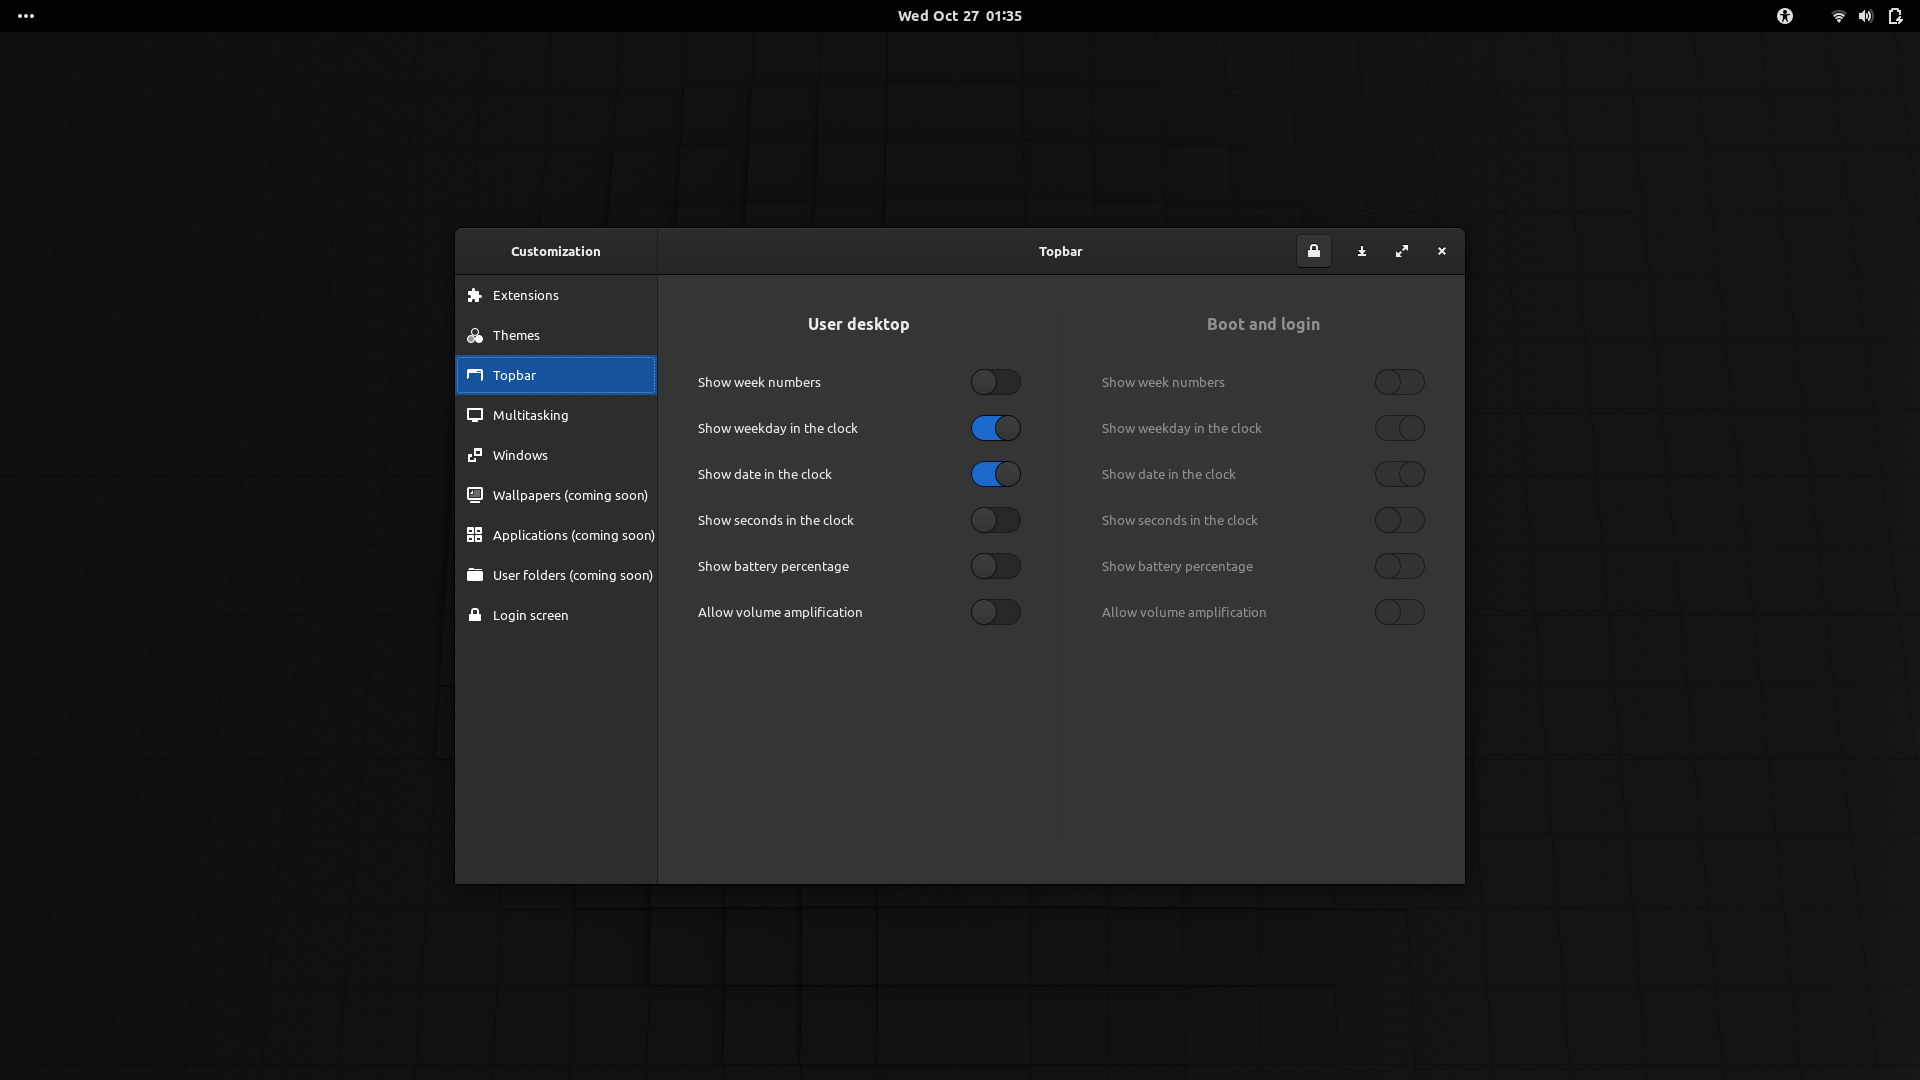 Wed Oct 27 01:35
Customization
Topbar
Extensions
Themes
Topbar
Multitasking
Windows
Wallpapers (coming soon)
Applications (coming soon)
User folders (coming soon)
Login screen
User desktop
Show week numbers
Show weekday in the clock
Show date in the clock
Show seconds in the clock
Show battery percentage
Allow volume amplification
Boot and login
Show week numbers
Show weekday in the clock
Show date in the clock
Show seconds in the clock
Show battery percentage
Allow volume amplification